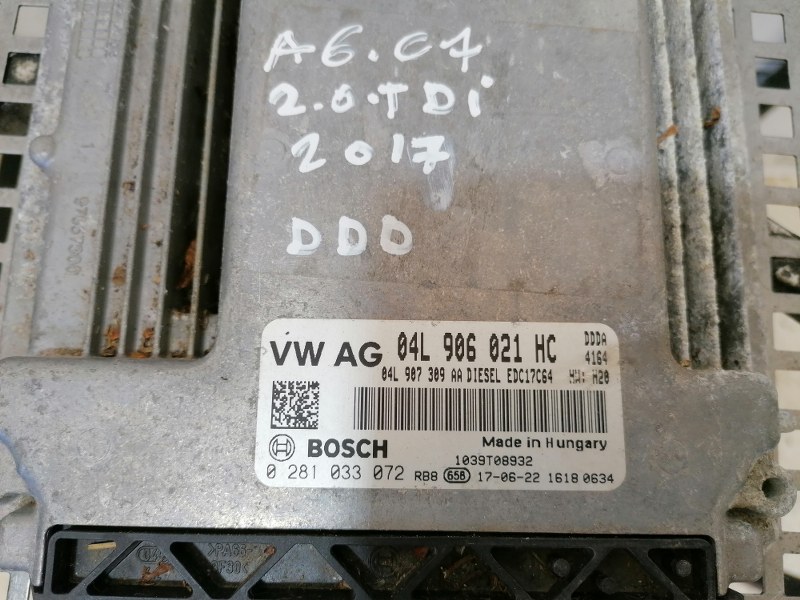 A6.C7
2.0.TDi
2017
DDD
VW AG 04L 906 021 HC DDDA
4164
04L 907 309 AA DIESEL EDC17C64 HW: H20
BOSCH Made in Hungary
1039T08932
0 281 033 072 RB8 658 17-06-22 1618 0634